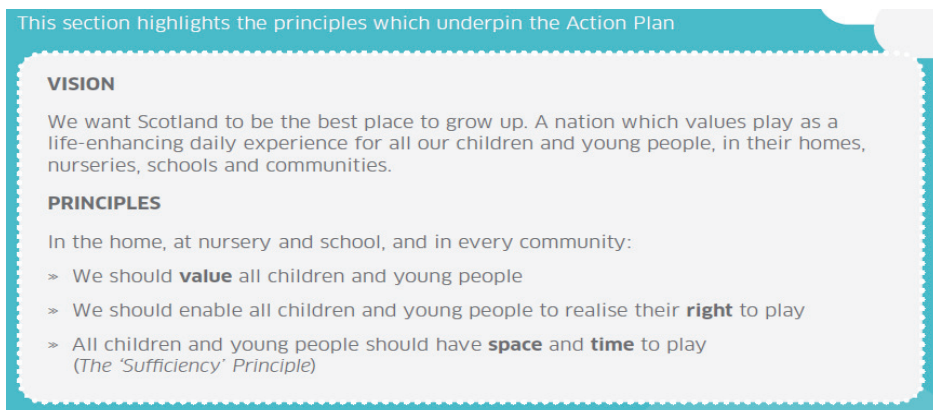 This section highlights the principles which underpin the Action Plan
VISION
We want Scotland to be the best place to grow up. A nation which values play as a
life-enhancing daily experience for all our children and young people, in their homes,
nurseries, schools and communities.
PRINCIPLES
In the home, at nursery and school, and in every community:
» We should value all children and young people
» We should enable all children and young people to realise their right to play
» All children and young people should have space and time to play
(The ‘Sufficiency’ Principle)